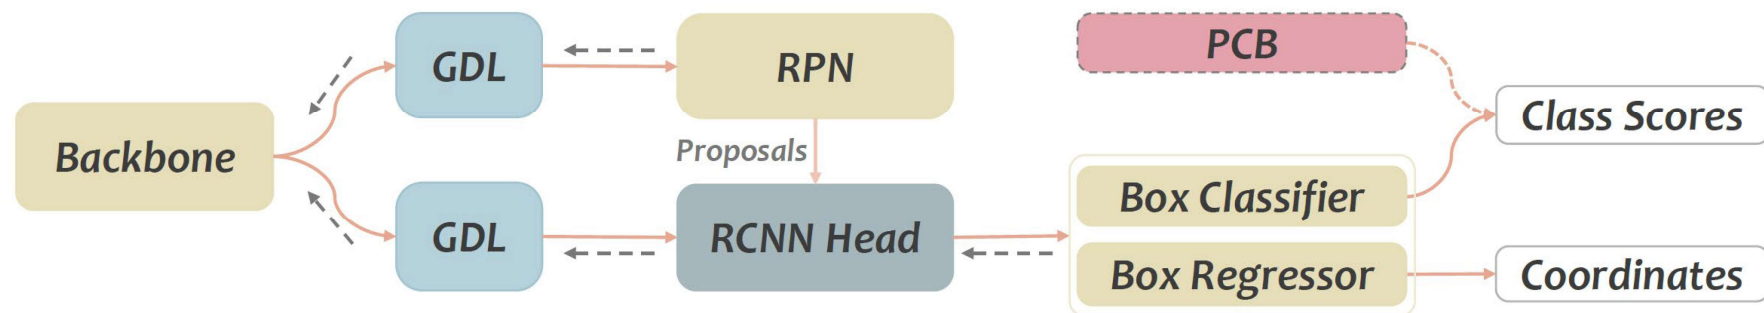 Backbone
GDL
RPN
Proposals
GDL
RCNN Head
PCB
Box Classifier
Box Regressor
Class Scores
Coordinates